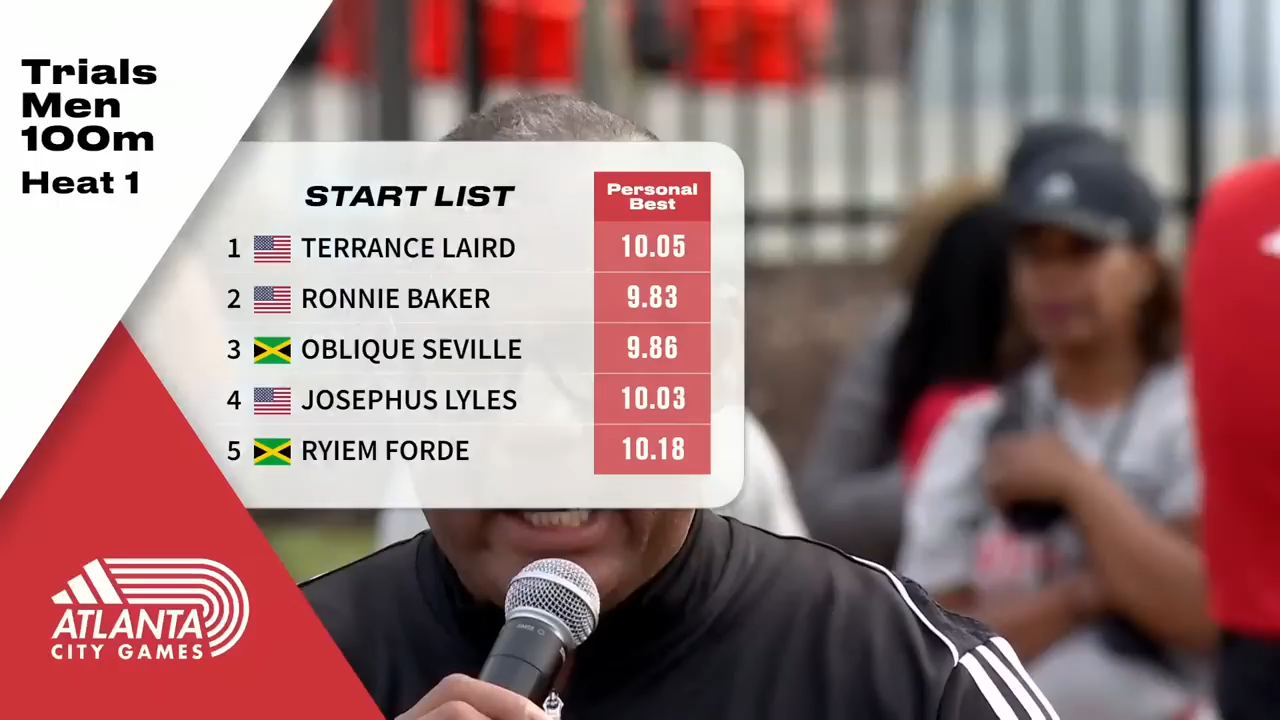 Trials
Men
100m
Heat 1
START LIST
Personal
Best
1 TERRANCE LAIRD 10.05
2 RONNIE BAKER 9.83
3 OBLIQUE SEVILLE 9.86
4 JOSEPHUS LYLES 10.03
5 RYIEM FORDE 10.18
ATLANTA
CITY GAMES